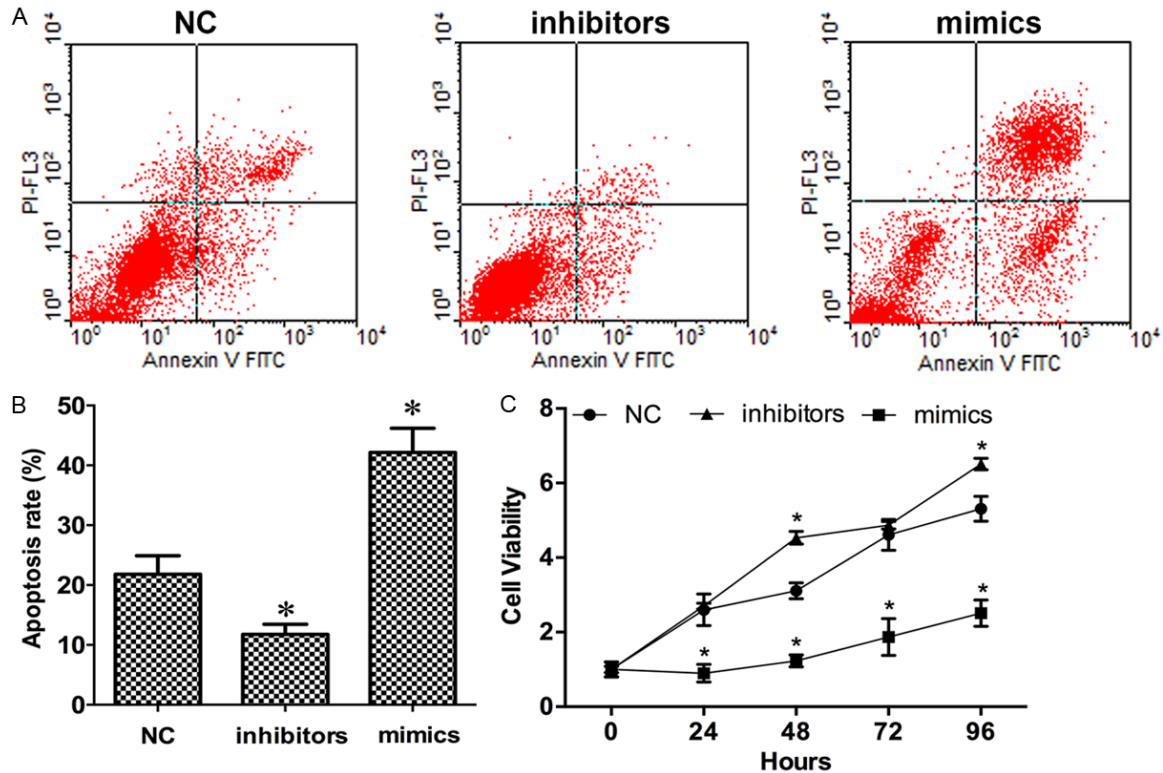 A
NC
inhibitors
mimics
10⁴
10³
10²
10¹
10⁰
PI-FL3
10⁰ 10¹ 10² 10³ 10⁴
Annexin V FITC
10⁴
10³
10²
10¹
10⁰
PI-FL3
10⁰ 10¹ 10² 10³ 10⁴
Annexin V FITC
10⁴
10³
10²
10¹
10⁰
PI-FL3
10⁰ 10¹ 10² 10³ 10⁴
Annexin V FITC
B
50
40
30
20
10
0
Apoptosis rate (%)
*
*
NC inhibitors mimics
C
NC inhibitors mimics
8
6
4
2
0
Cell Viability
*
*
*
*
*
*
0 24 48 72 96
Hours